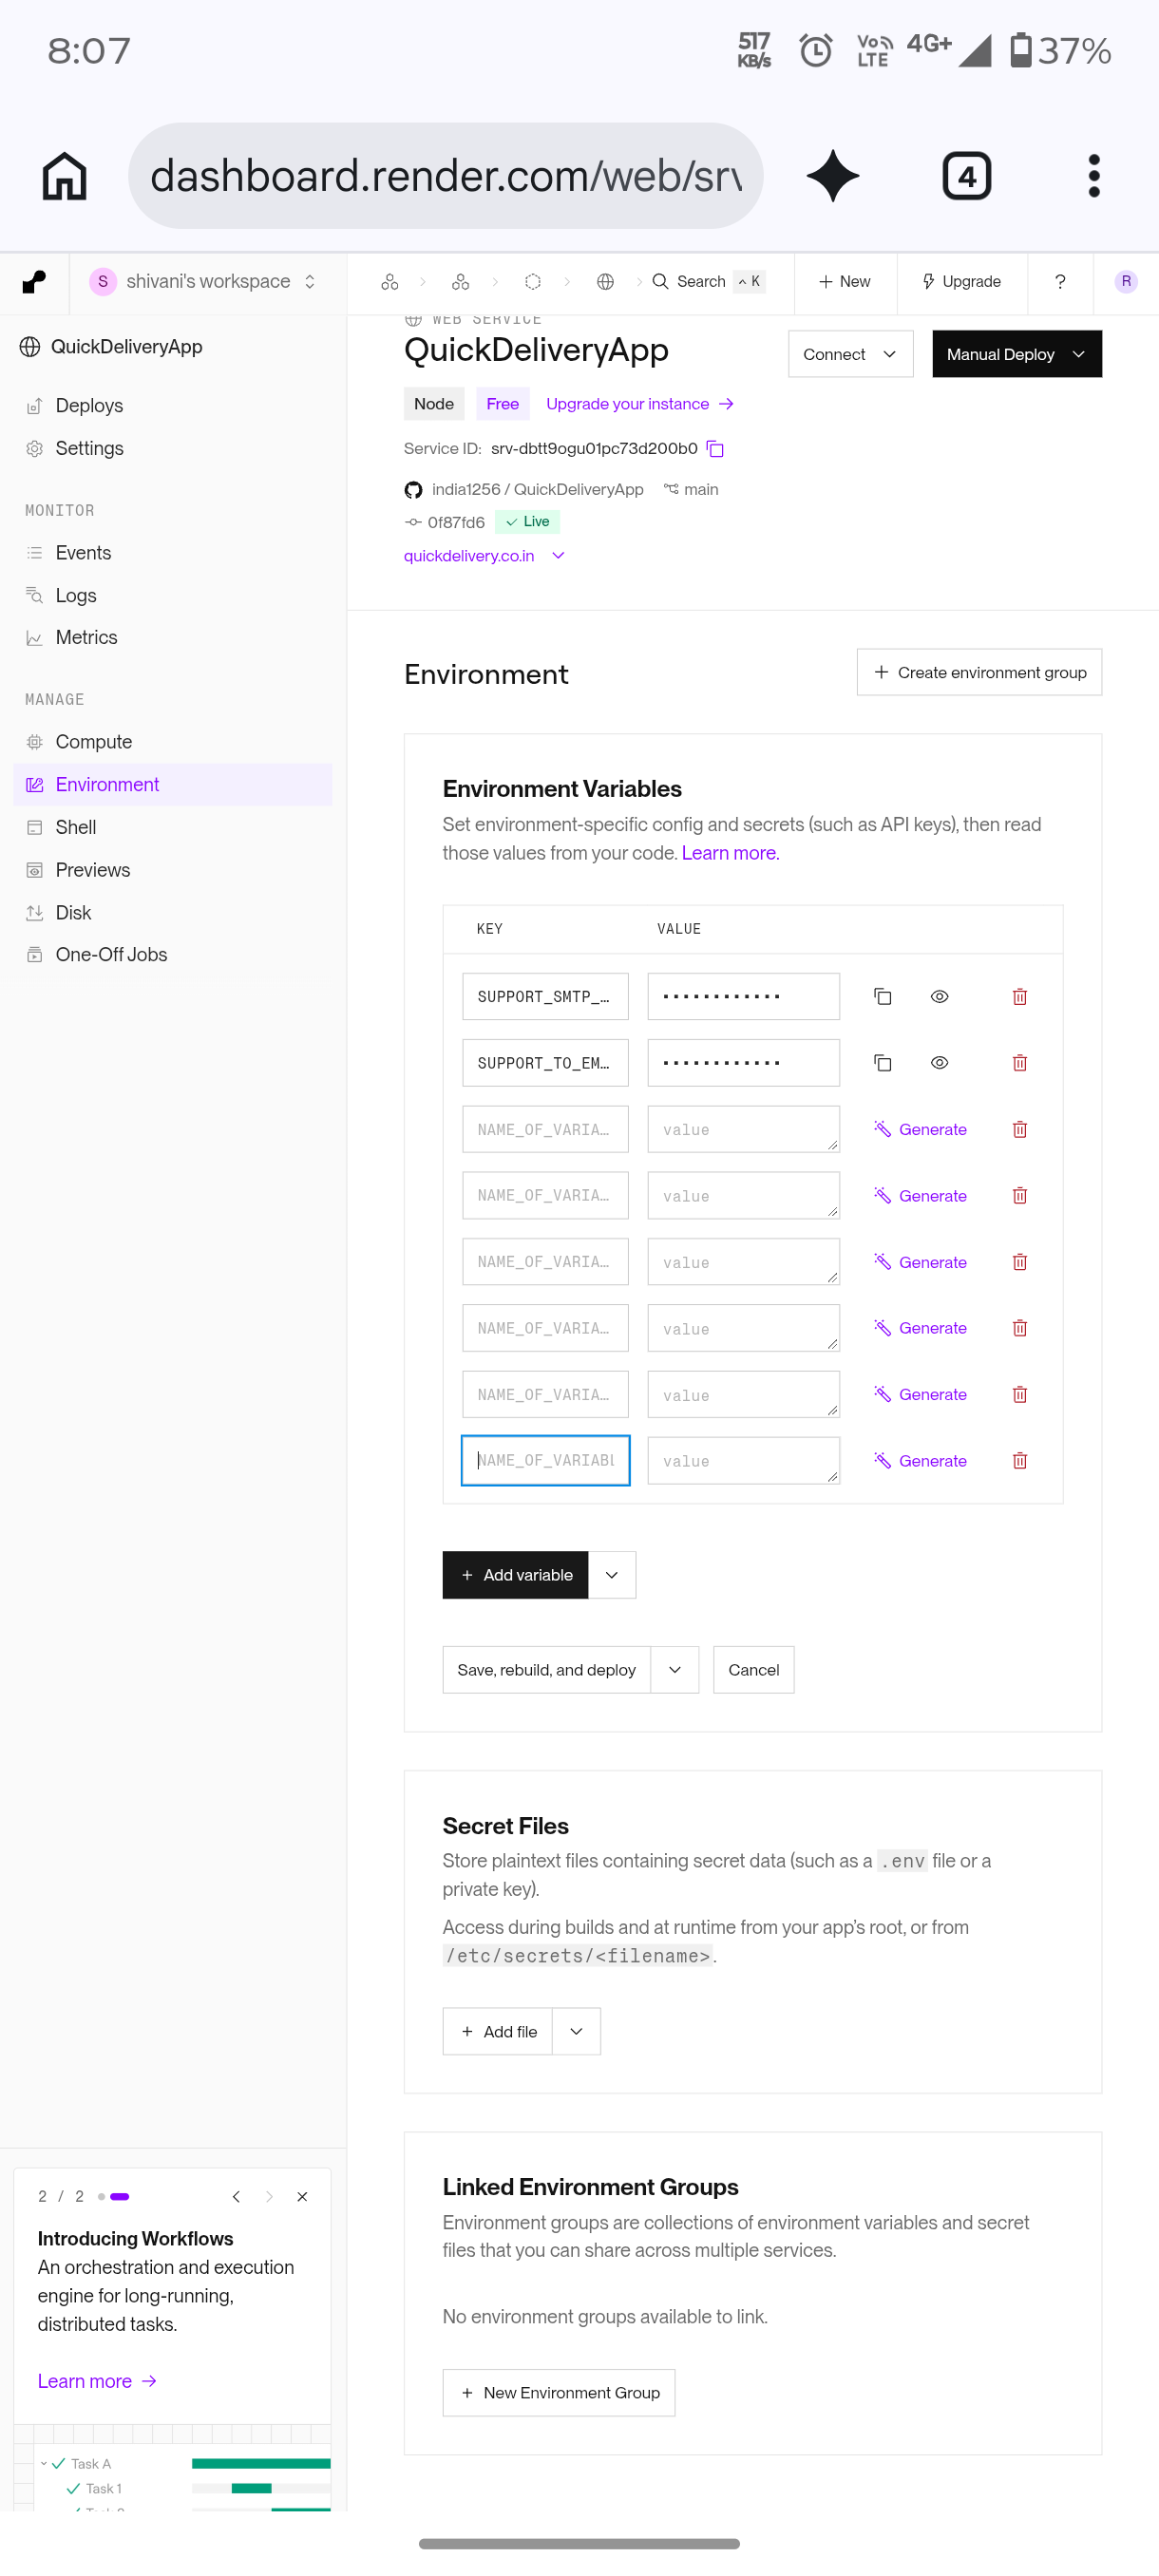 8:07
517 KB/s
Vo LTE
4G+
37%
dashboard.render.com/web/srv
4
S shivani's workspace
Search
K
New
Upgrade
?
R
QuickDeliveryApp
Deploys
Settings
MONITOR
Events
Logs
Metrics
MANAGE
Compute
Environment
Shell
Previews
Disk
One-Off Jobs
WEB SERVICE
QuickDeliveryApp
Connect
Manual Deploy
Node
Free
Upgrade your instance
Service ID: srv-dbtt9ogu01pc73d200b0
india1256 / QuickDeliveryApp
main
0f87fd6
Live
quickdelivery.co.in
Environment
Create environment group
Environment Variables
Set environment-specific config and secrets (such as API keys), then read
those values from your code. Learn more.
KEY VALUE
SUPPORT_SMTP_… ••••••••••••
SUPPORT_TO_EM… ••••••••••••
NAME_OF_VARIA… value Generate
NAME_OF_VARIA… value Generate
NAME_OF_VARIA… value Generate
NAME_OF_VARIA… value Generate
NAME_OF_VARIA… value Generate
NAME_OF_VARIABL value Generate
+ Add variable
Save, rebuild, and deploy
Cancel
Secret Files
Store plaintext files containing secret data (such as a .env file or a
private key).
Access during builds and at runtime from your app's root, or from
/etc/secrets/<filename>.
+ Add file
Linked Environment Groups
Environment groups are collections of environment variables and secret
files that you can share across multiple services.
No environment groups available to link.
+ New Environment Group
2 / 2
Introducing Workflows
An orchestration and execution
engine for long-running,
distributed tasks.
Learn more
Task A
Task 1